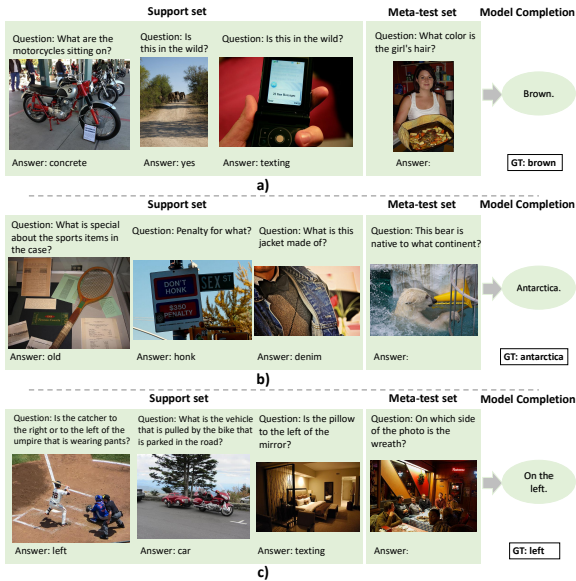 Support set
Meta-test set
Model Completion
Question: What are the
motorcycles sitting on?
Question: Is
this in the wild?
Question: Is this in the wild?
Question: What color is
the girl's hair?
Brown.
Answer: concrete
Answer: yes
Answer: texting
Answer:
GT: brown
a)
Support set
Meta-test set
Model Completion
Question: What is special
about the sports items in
the case?
Question: Penalty for what?
Question: What is this
jacket made of?
Question: This bear is
native to what continent?
DON'T
HONK
$350
PENALTY
SEX ST
Antarctica.
Answer: old
Answer: honk
Answer: denim
Answer:
GT: antarctica
b)
Support set
Meta-test set
Model Completion
Question: Is the catcher to
the right or to the left of the
umpire that is wearing pants?
Question: What is the vehicle
that is pulled by the bike that
is parked in the road?
Question: Is the pillow
to the left of the
mirror?
Question: On which side
of the photo is the
wreath?
18
On the
left.
Answer: left
Answer: car
Answer: texting
Answer:
GT: left
c)